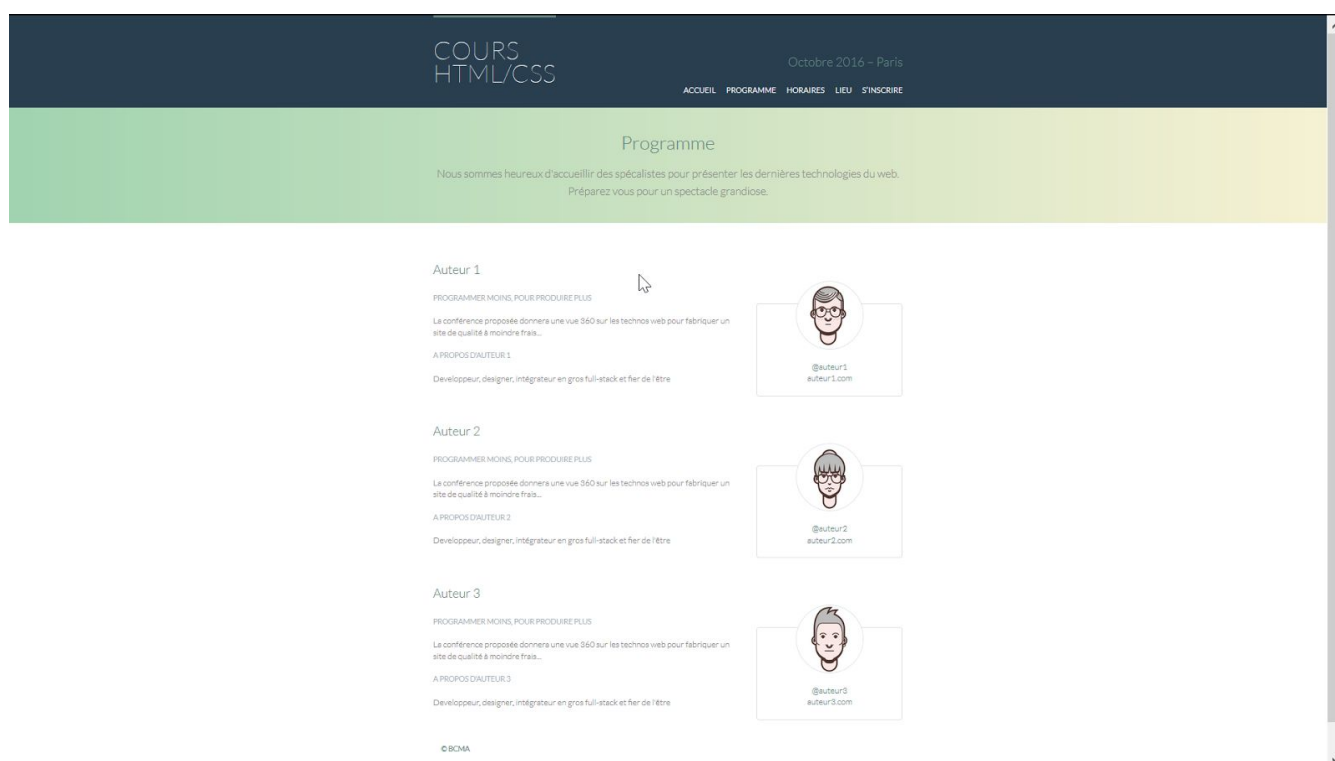 COURS
HTML/CSS
Octobre 2016 – Paris
ACCUEIL PROGRAMME HORAIRES LIEU S'INSCRIRE
Programme
Nous sommes heureux d'accueillir des spécalistes pour présenter les dernières technologies du web.
Préparez vous pour un spectacle grandiose.
Auteur 1
PROGRAMMER MOINS, POUR PRODUIRE PLUS
La conférence proposée donnera une vue 360 sur les technos web pour fabriquer un
site de qualité à moindre frais...
A PROPOS D'AUTEUR 1
Developpeur, designer, intégrateur en gros full-stack et fier de l'être
@auteur1
auteur1.com
Auteur 2
PROGRAMMER MOINS, POUR PRODUIRE PLUS
La conférence proposée donnera une vue 360 sur les technos web pour fabriquer un
site de qualité à moindre frais...
A PROPOS D'AUTEUR 2
Developpeur, designer, intégrateur en gros full-stack et fier de l'être
@auteur2
auteur2.com
Auteur 3
PROGRAMMER MOINS, POUR PRODUIRE PLUS
La conférence proposée donnera une vue 360 sur les technos web pour fabriquer un
site de qualité à moindre frais...
A PROPOS D'AUTEUR 3
Developpeur, designer, intégrateur en gros full-stack et fier de l'être
@auteur3
auteur3.com
© BCMA